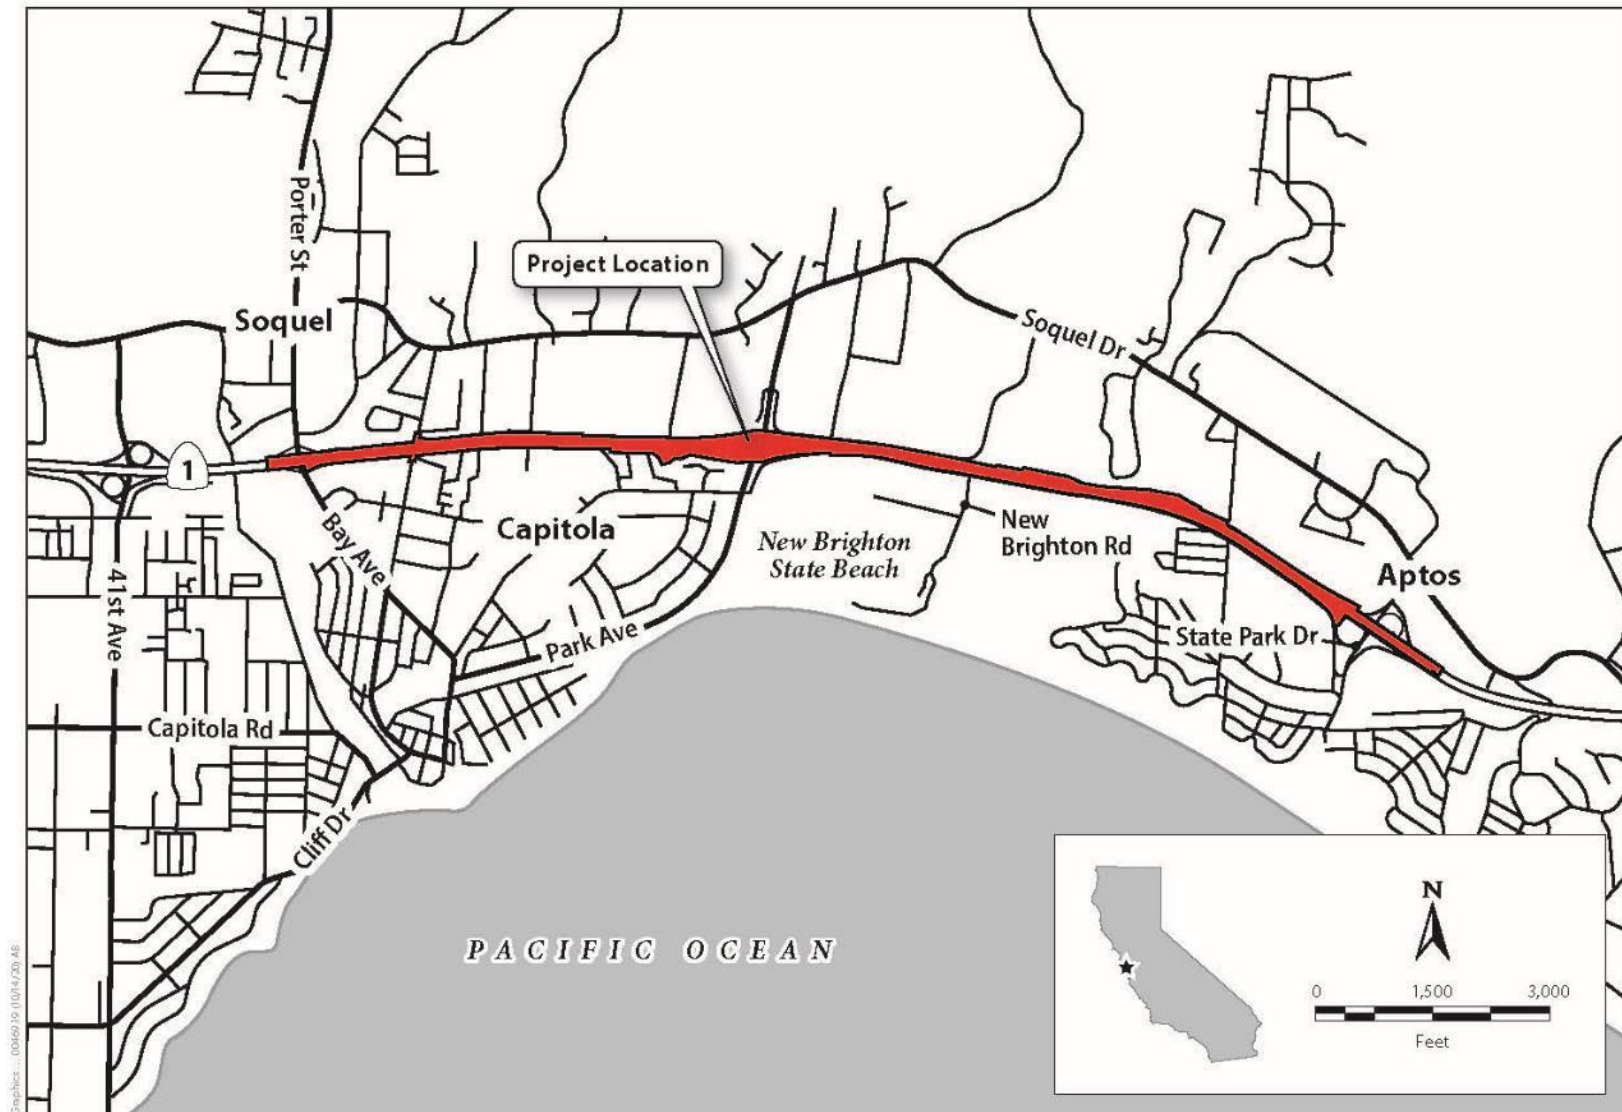 Porter St
Project Location
Soquel
Soquel Dr
1
Capitola
New
Brighton Rd
New Brighton
State Beach
Bay Ave
41st Ave
Aptos
State Park Dr
Park Ave
Capitola Rd
Cliff Dr
PACIFIC OCEAN
N
0 1,500 3,000
Feet